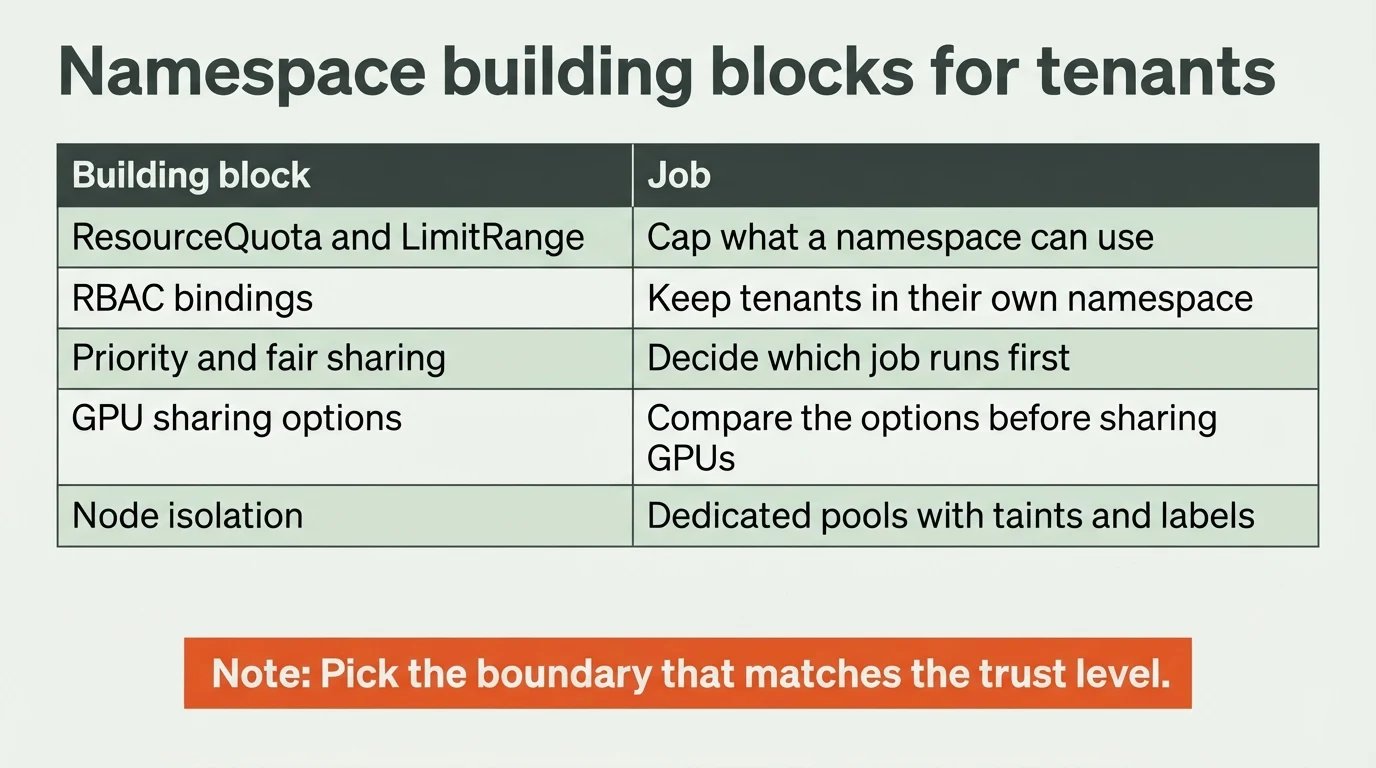 Namespace building blocks for tenants
Building block
Job
ResourceQuota and LimitRange
Cap what a namespace can use
RBAC bindings
Keep tenants in their own namespace
Priority and fair sharing
Decide which job runs first
GPU sharing options
Compare the options before sharing
GPUs
Node isolation
Dedicated pools with taints and labels
Note: Pick the boundary that matches the trust level.